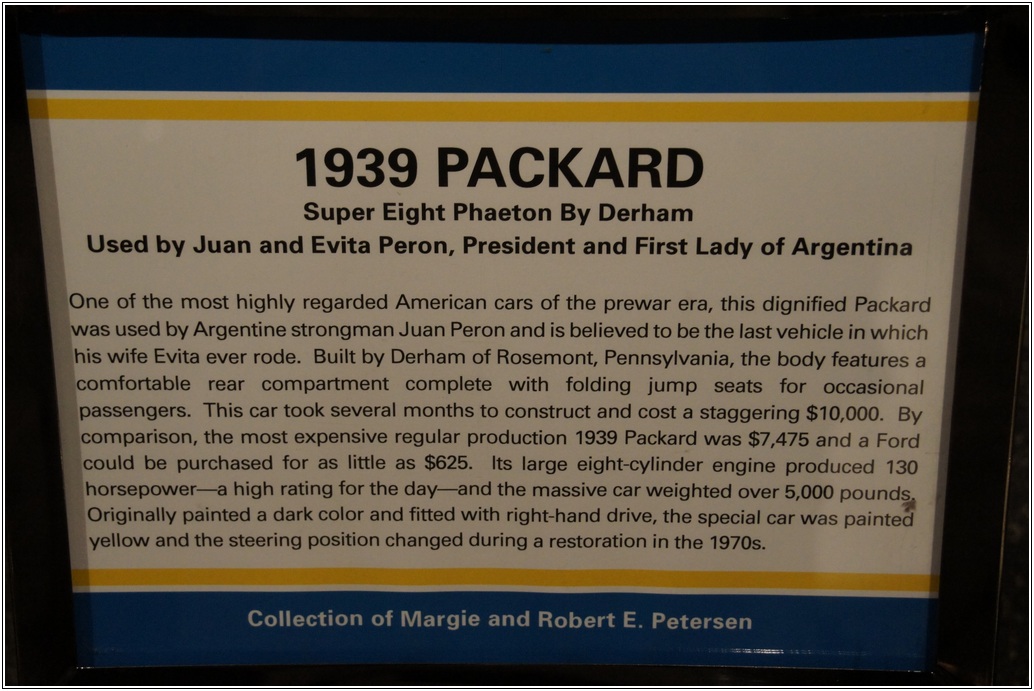 1939 PACKARD
Super Eight Phaeton By Derham
Used by Juan and Evita Peron, President and First Lady of Argentina
One of the most highly regarded American cars of the prewar era, this dignified Packard
was used by Argentine strongman Juan Peron and is believed to be the last vehicle in which
his wife Evita ever rode. Built by Derham of Rosemont, Pennsylvania, the body features a
comfortable rear compartment complete with folding jump seats for occasional
passengers. This car took several months to construct and cost a staggering $10,000. By
comparison, the most expensive regular production 1939 Packard was $7,475 and a Ford
could be purchased for as little as $625. Its large eight-cylinder engine produced 130
horsepower—a high rating for the day—and the massive car weighted over 5,000 pounds.
Originally painted a dark color and fitted with right-hand drive, the special car was painted
yellow and the steering position changed during a restoration in the 1970s.
Collection of Margie and Robert E. Petersen